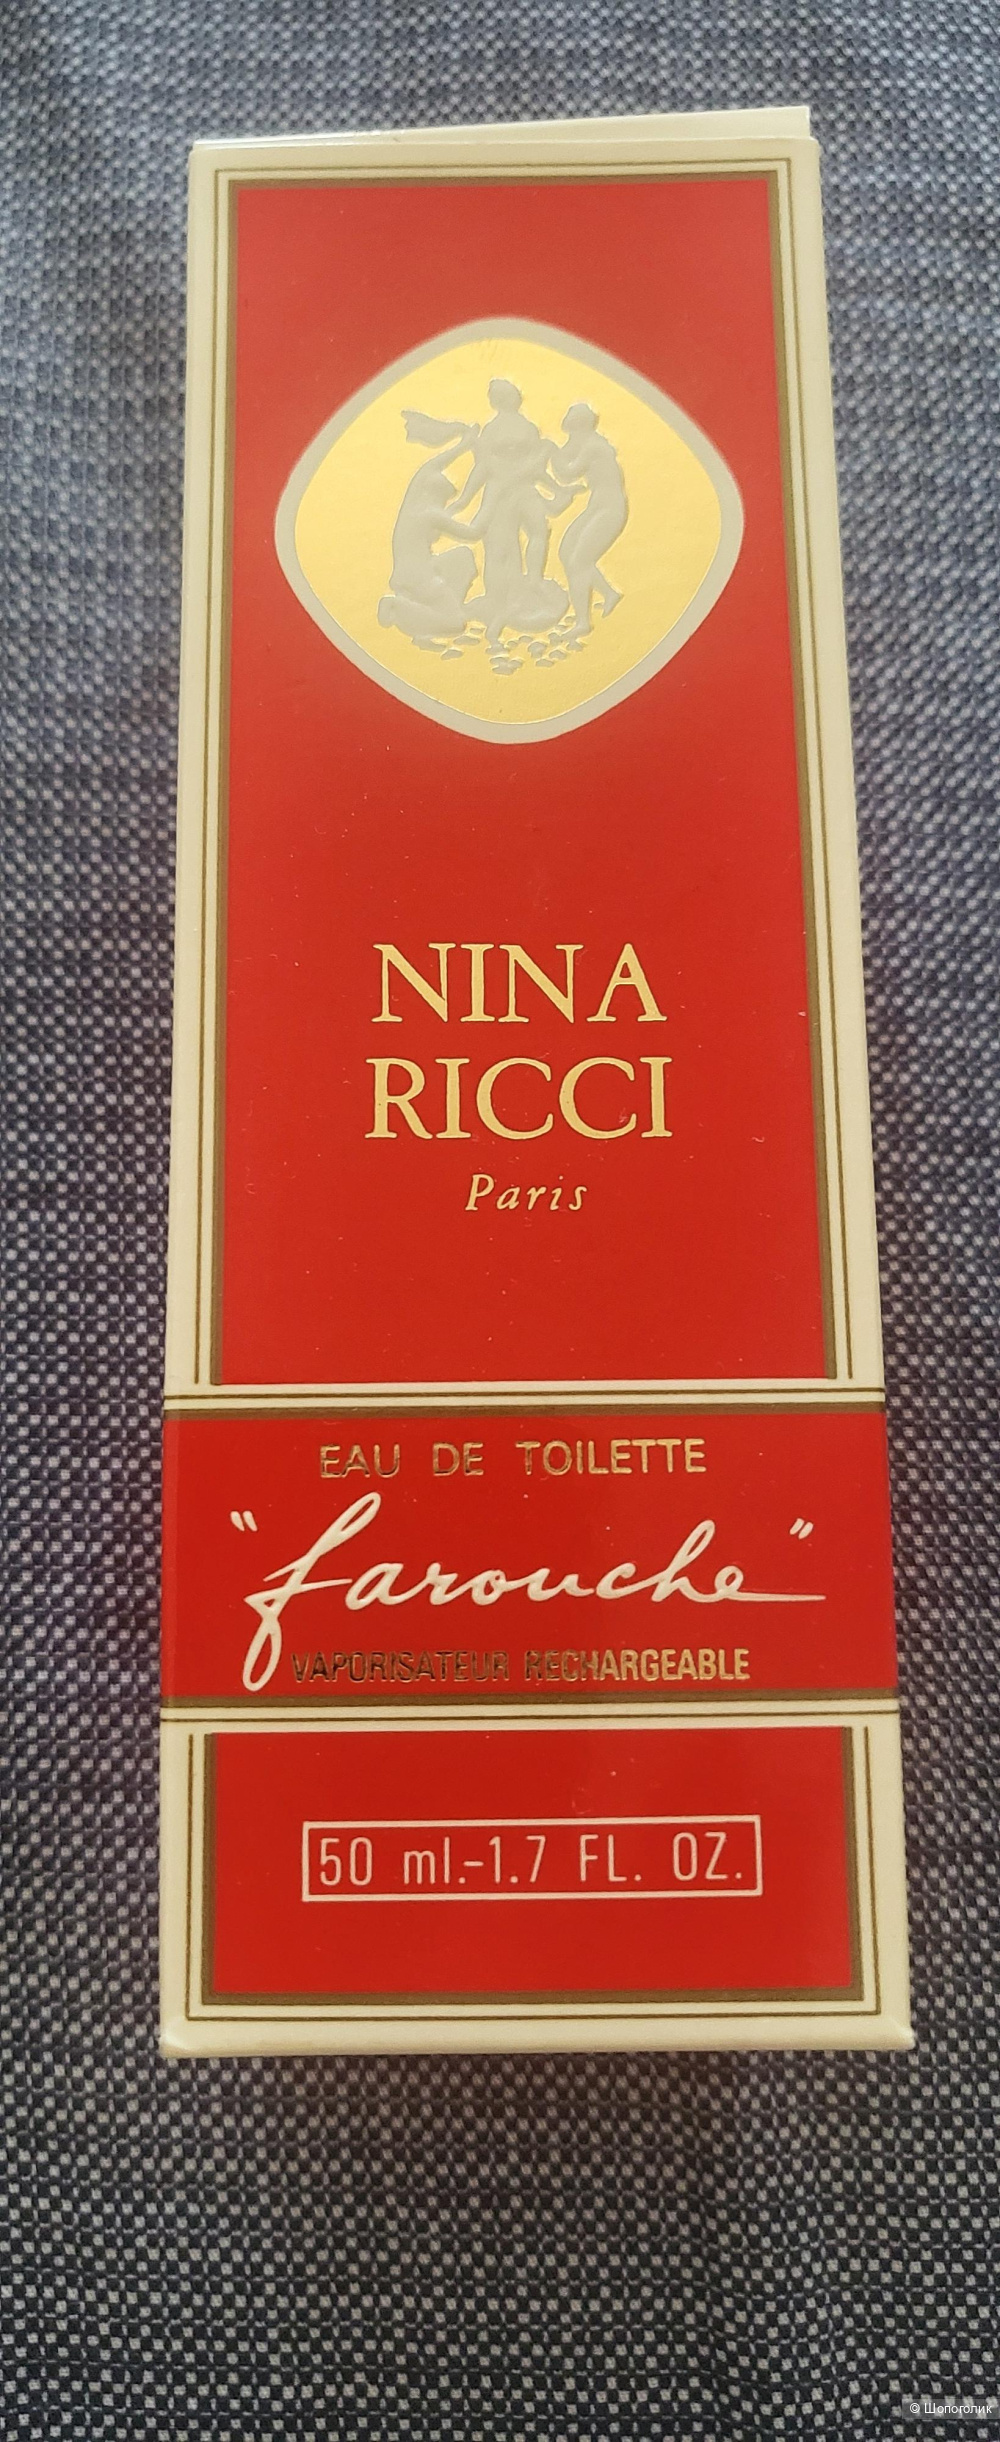 NINA
RICCI
Paris
EAU DE TOILETTE
"farouche"
VAPORISATEUR RECHARGEABLE
50 ml.-1.7 FL. OZ.
© Шопоголик